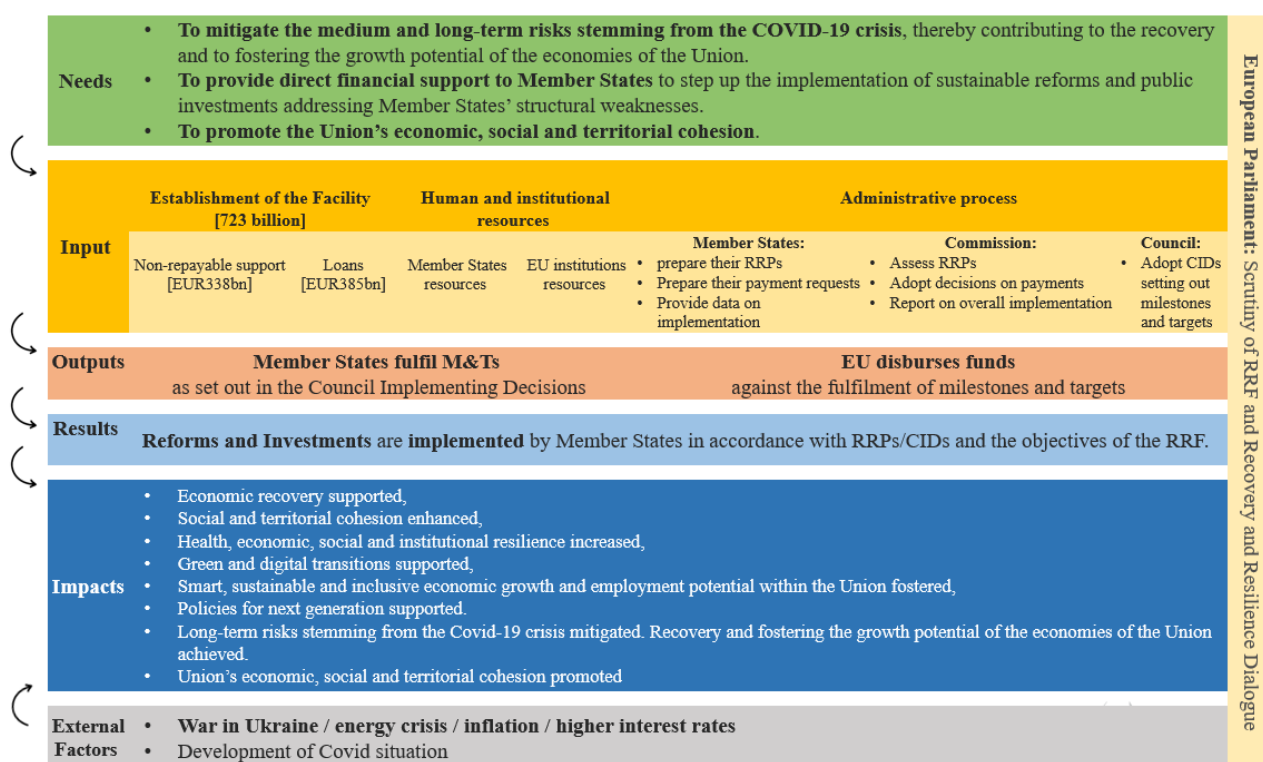 Needs
• To mitigate the medium and long-term risks stemming from the COVID-19 crisis, thereby contributing to the recovery
and to fostering the growth potential of the economies of the Union.
• To provide direct financial support to Member States to step up the implementation of sustainable reforms and public
investments addressing Member States’ structural weaknesses.
• To promote the Union’s economic, social and territorial cohesion.
Input
Establishment of the Facility
[723 billion]
Human and institutional
resources
Administrative process
Non-repayable support
[EUR338bn]
Loans
[EUR385bn]
Member States
resources
EU institutions
resources
Member States:
• prepare their RRPs
• Prepare their payment requests
• Provide data on
implementation
Commission:
• Assess RRPs
• Adopt decisions on payments
• Report on overall implementation
Council:
• Adopt CIDs
setting out
milestones
and targets
Outputs
Member States fulfil M&Ts
as set out in the Council Implementing Decisions
EU disburses funds
against the fulfilment of milestones and targets
Results
Reforms and Investments are implemented by Member States in accordance with RRPs/CIDs and the objectives of the RRF.
Impacts
• Economic recovery supported,
• Social and territorial cohesion enhanced,
• Health, economic, social and institutional resilience increased,
• Green and digital transitions supported,
• Smart, sustainable and inclusive economic growth and employment potential within the Union fostered,
• Policies for next generation supported.
• Long-term risks stemming from the Covid-19 crisis mitigated. Recovery and fostering the growth potential of the economies of the Union
achieved.
• Union’s economic, social and territorial cohesion promoted
External
Factors
• War in Ukraine / energy crisis / inflation / higher interest rates
• Development of Covid situation
European Parliament: Scrutiny of RRF and Recovery and Resilience Dialogue